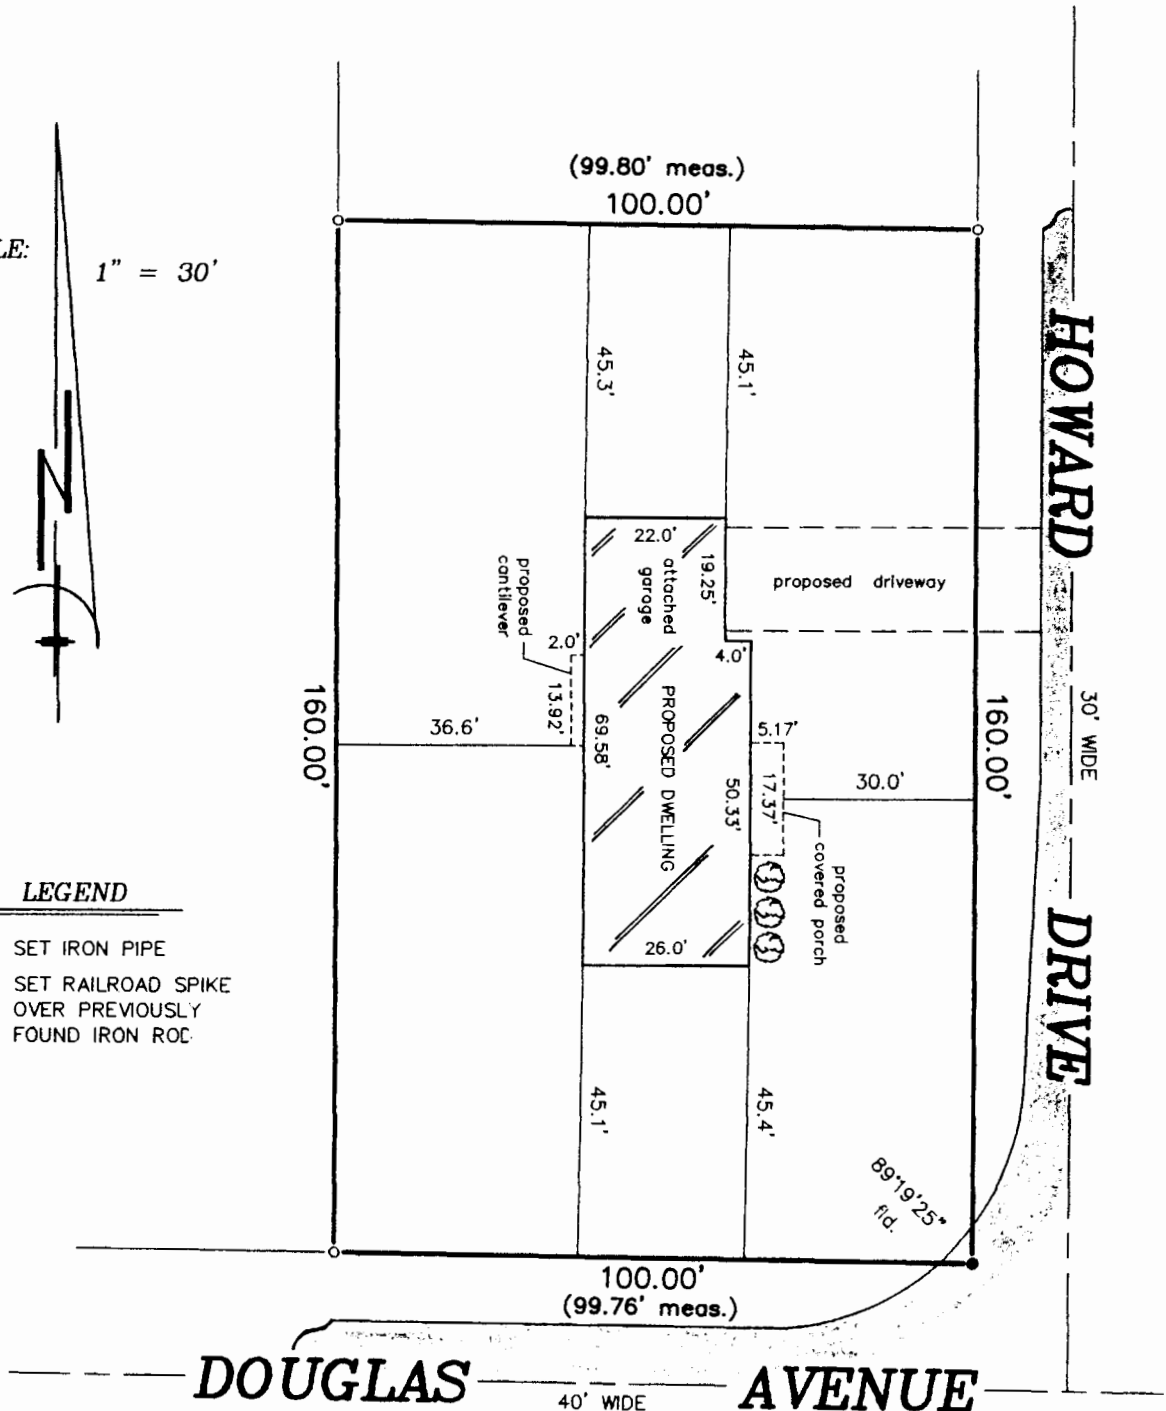 (99.80' meas.)
100.00'
LE:
1" = 30'
HOWARD
45.3'
45.1'
22.0'
attached
garage
19.25'
proposed driveway
proposed
cantilever
2.0'
4.0'
13.92'
69.58'
PROPOSED DWELLING
5.17'
17.37'
50.33'
36.6'
30.0'
160.00'
160.00'
30' WIDE
proposed
covered porch
26.0'
LEGEND
SET IRON PIPE
SET RAILROAD SPIKE
OVER PREVIOUSLY
FOUND IRON ROD
DRIVE
45.1'
45.4'
89°19'25"
fld.
100.00'
(99.76' meas.)
DOUGLAS AVENUE
40' WIDE
N